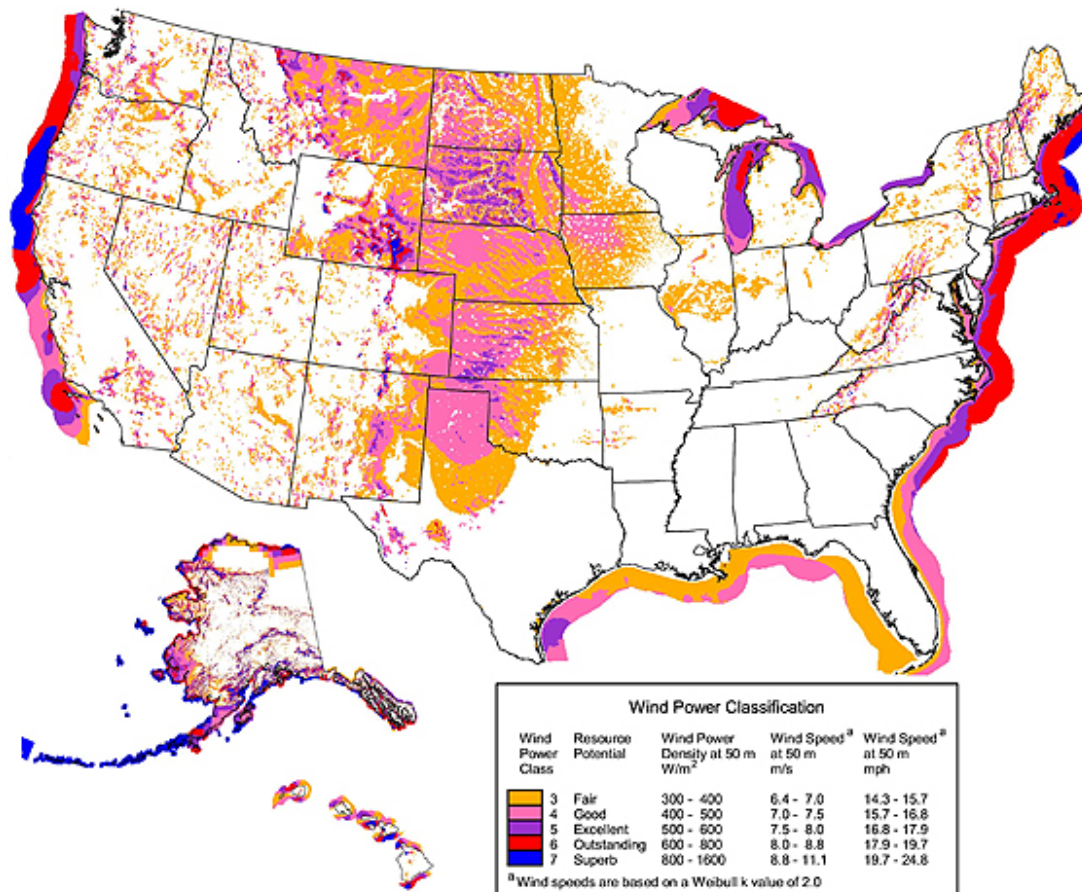 Wind Power Classification
Wind Power Class Resource Potential Wind Power Density at 50 m W/m² Wind Speed ᵃ at 50 m m/s Wind Speed ᵃ at 50 m mph
3 Fair 300 - 400 6.4 - 7.0 14.3 - 15.7
4 Good 400 - 500 7.0 - 7.5 15.7 - 16.8
5 Excellent 500 - 600 7.5 - 8.0 16.8 - 17.9
6 Outstanding 600 - 800 8.0 - 8.8 17.9 - 19.7
7 Superb 800 - 1600 8.8 - 11.1 19.7 - 24.8
ᵃ Wind speeds are based on a Weibull k value of 2.0